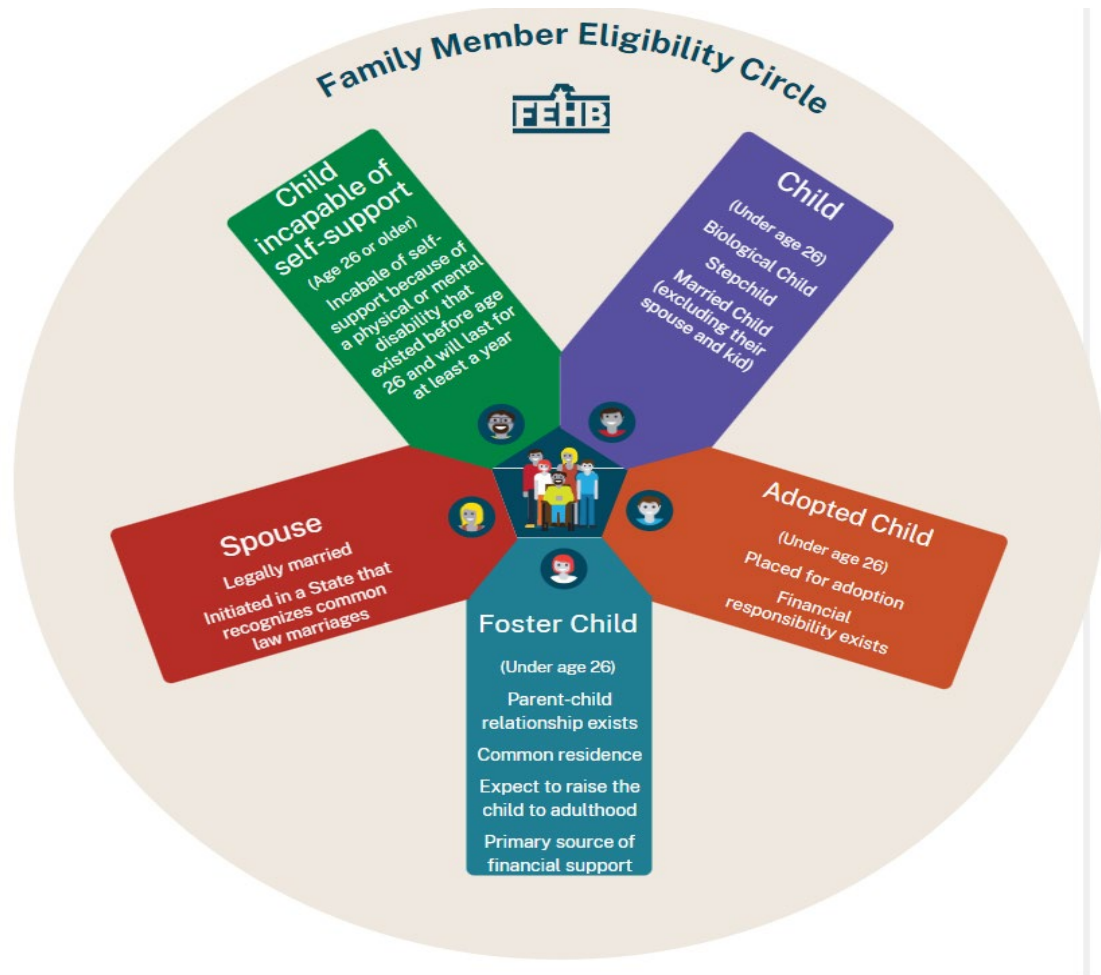 Family Member Eligibility Circle
FEHB
Child
incapable of
self-support
(Age 26 or older)
Incabale of self-
support because of
a physical or mental
disability that
existed before age
26 and will last for
at least a year
Child
(Under age 26)
Biological Child
Stepchild
Married Child
(excluding their
spouse and kid)
Spouse
Legally married
Initiated in a State that
recognizes common
law marriages
Adopted Child
(Under age 26)
Placed for adoption
Financial
responsibility exists
Foster Child
(Under age 26)
Parent-child
relationship exists
Common residence
Expect to raise the
child to adulthood
Primary source of
financial support